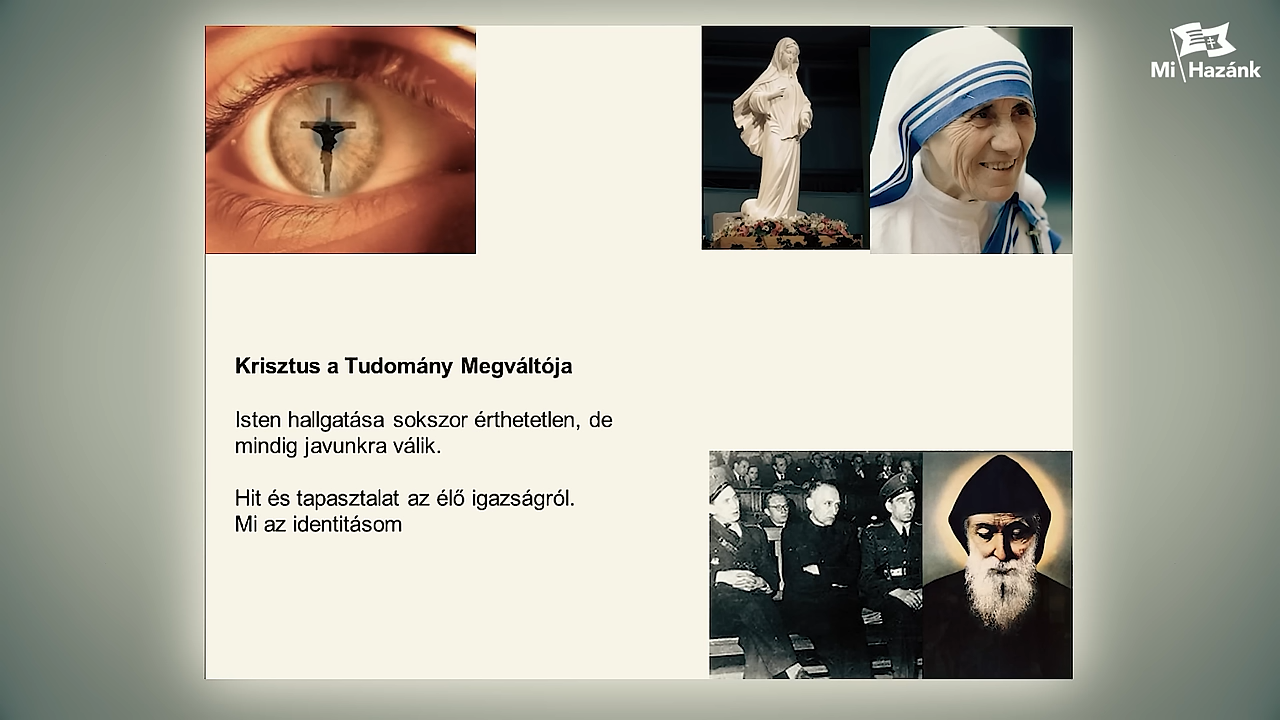 Mi Hazánk
Krisztus a Tudomány Megváltója
Isten hallgatása sokszor érthetetlen, de
mindig javunkra válik.
Hit és tapasztalat az élő igazságról.
Mi az identitásom